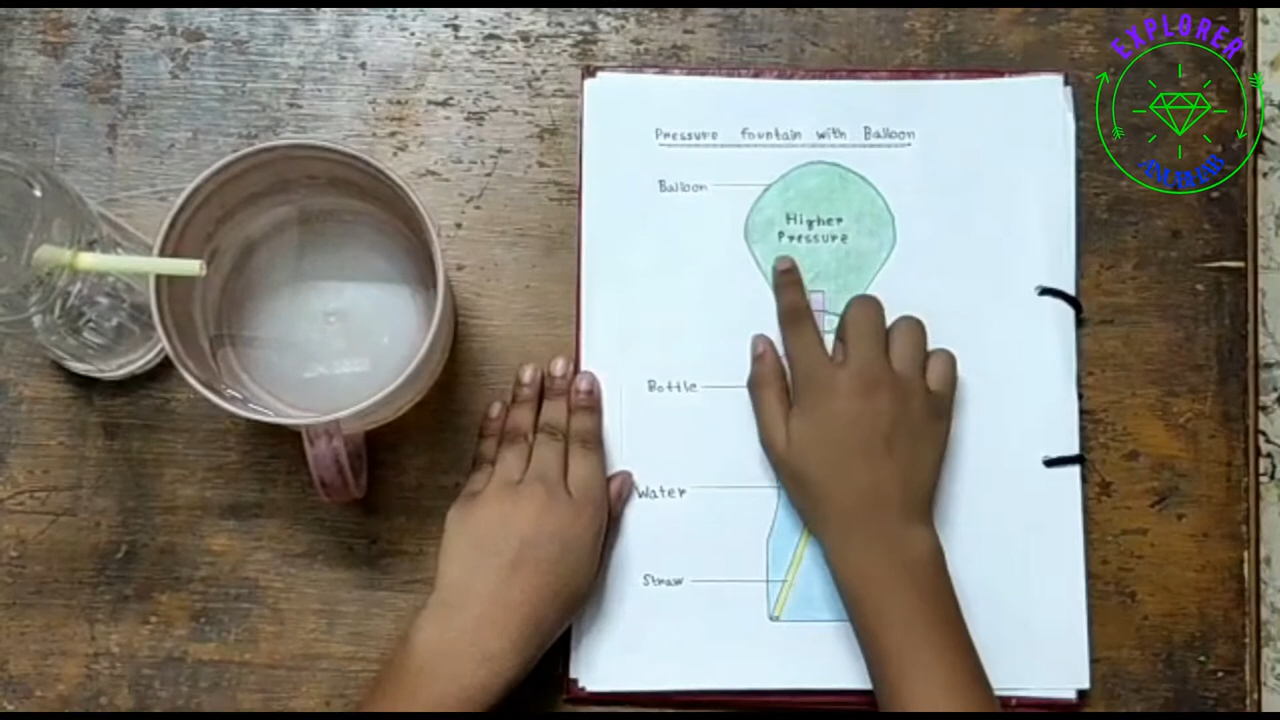 Pressure fountain with Balloon
Balloon
Higher
Pressure
Bottle
Water
Straw
EXPLORER